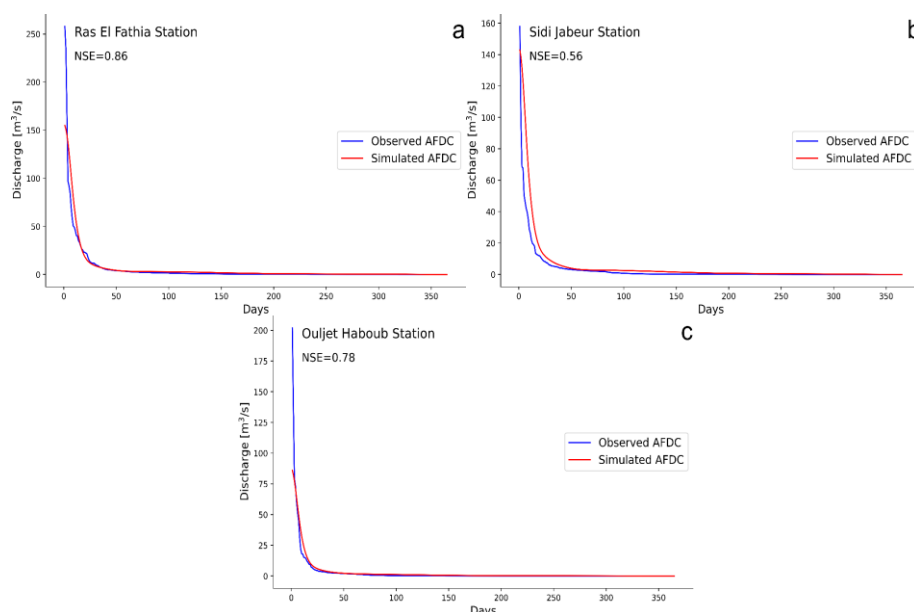 Ras El Fathia Station
a
NSE=0.86
250
200
150
100
50
0
Discharge [m³/s]
Observed AFDC
Simulated AFDC
0 50 100 150 200 250 300 350
Days
Sidi Jabeur Station
b
NSE=0.56
160
140
120
100
80
60
40
20
0
Discharge [m³/s]
Observed AFDC
Simulated AFDC
0 50 100 150 200 250 300 350
Days
Ouljet Haboub Station
c
NSE=0.78
200
175
150
125
100
75
50
25
0
Discharge [m³/s]
Observed AFDC
Simulated AFDC
0 50 100 150 200 250 300 350
Days